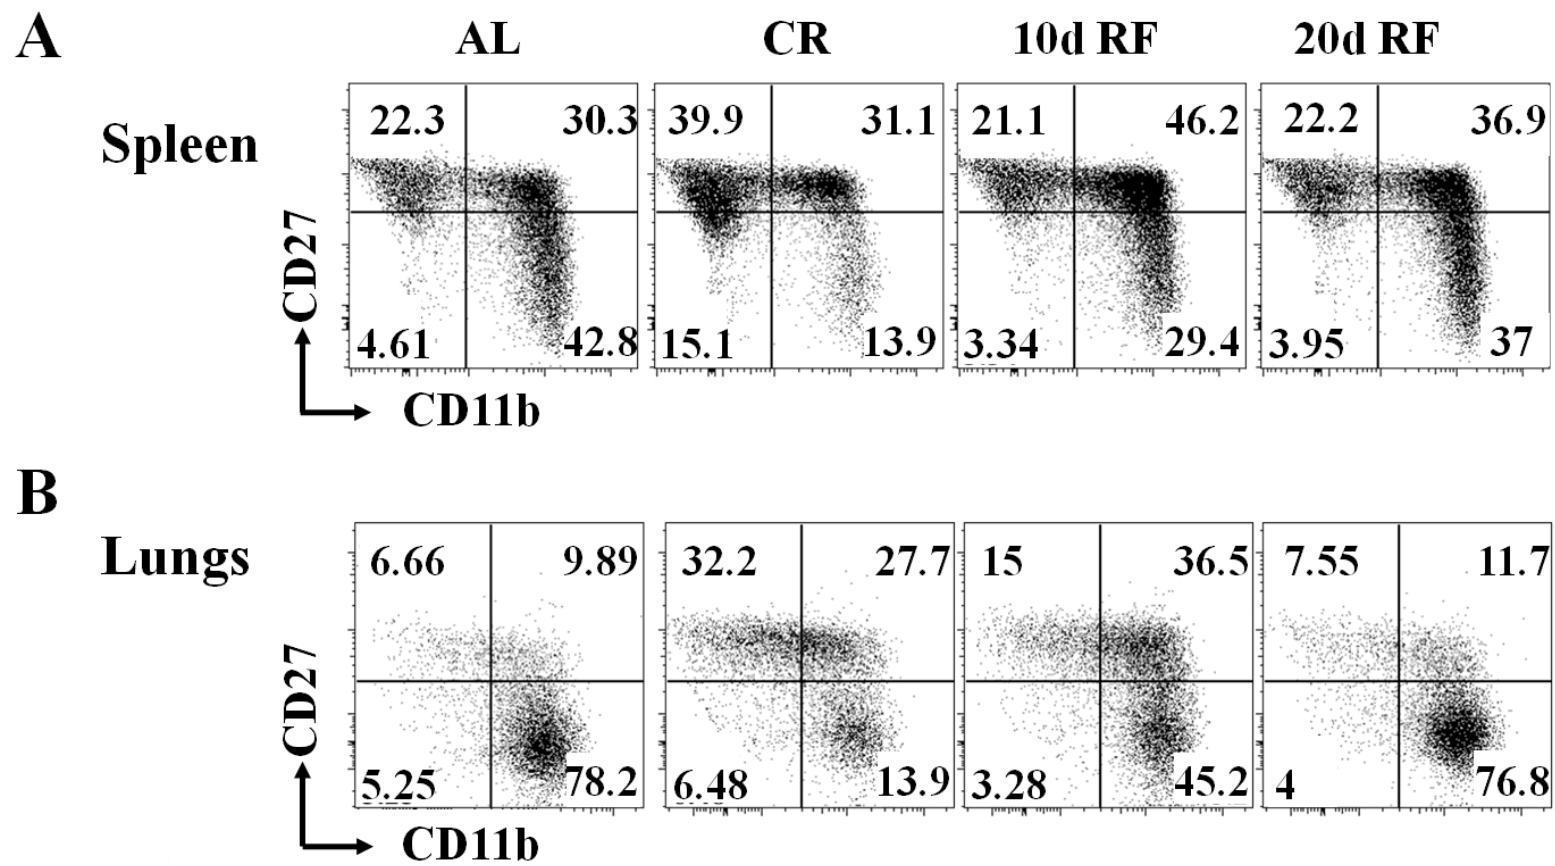 A
AL CR 10d RF 20d RF
Spleen
22.3 30.3 39.9 31.1 21.1 46.2 22.2 36.9
4.61 42.8 15.1 13.9 3.34 29.4 3.95 37
CD27
CD11b
B
Lungs
6.66 9.89 32.2 27.7 15 36.5 7.55 11.7
5.25 78.2 6.48 13.9 3.28 45.2 4 76.8
CD27
CD11b